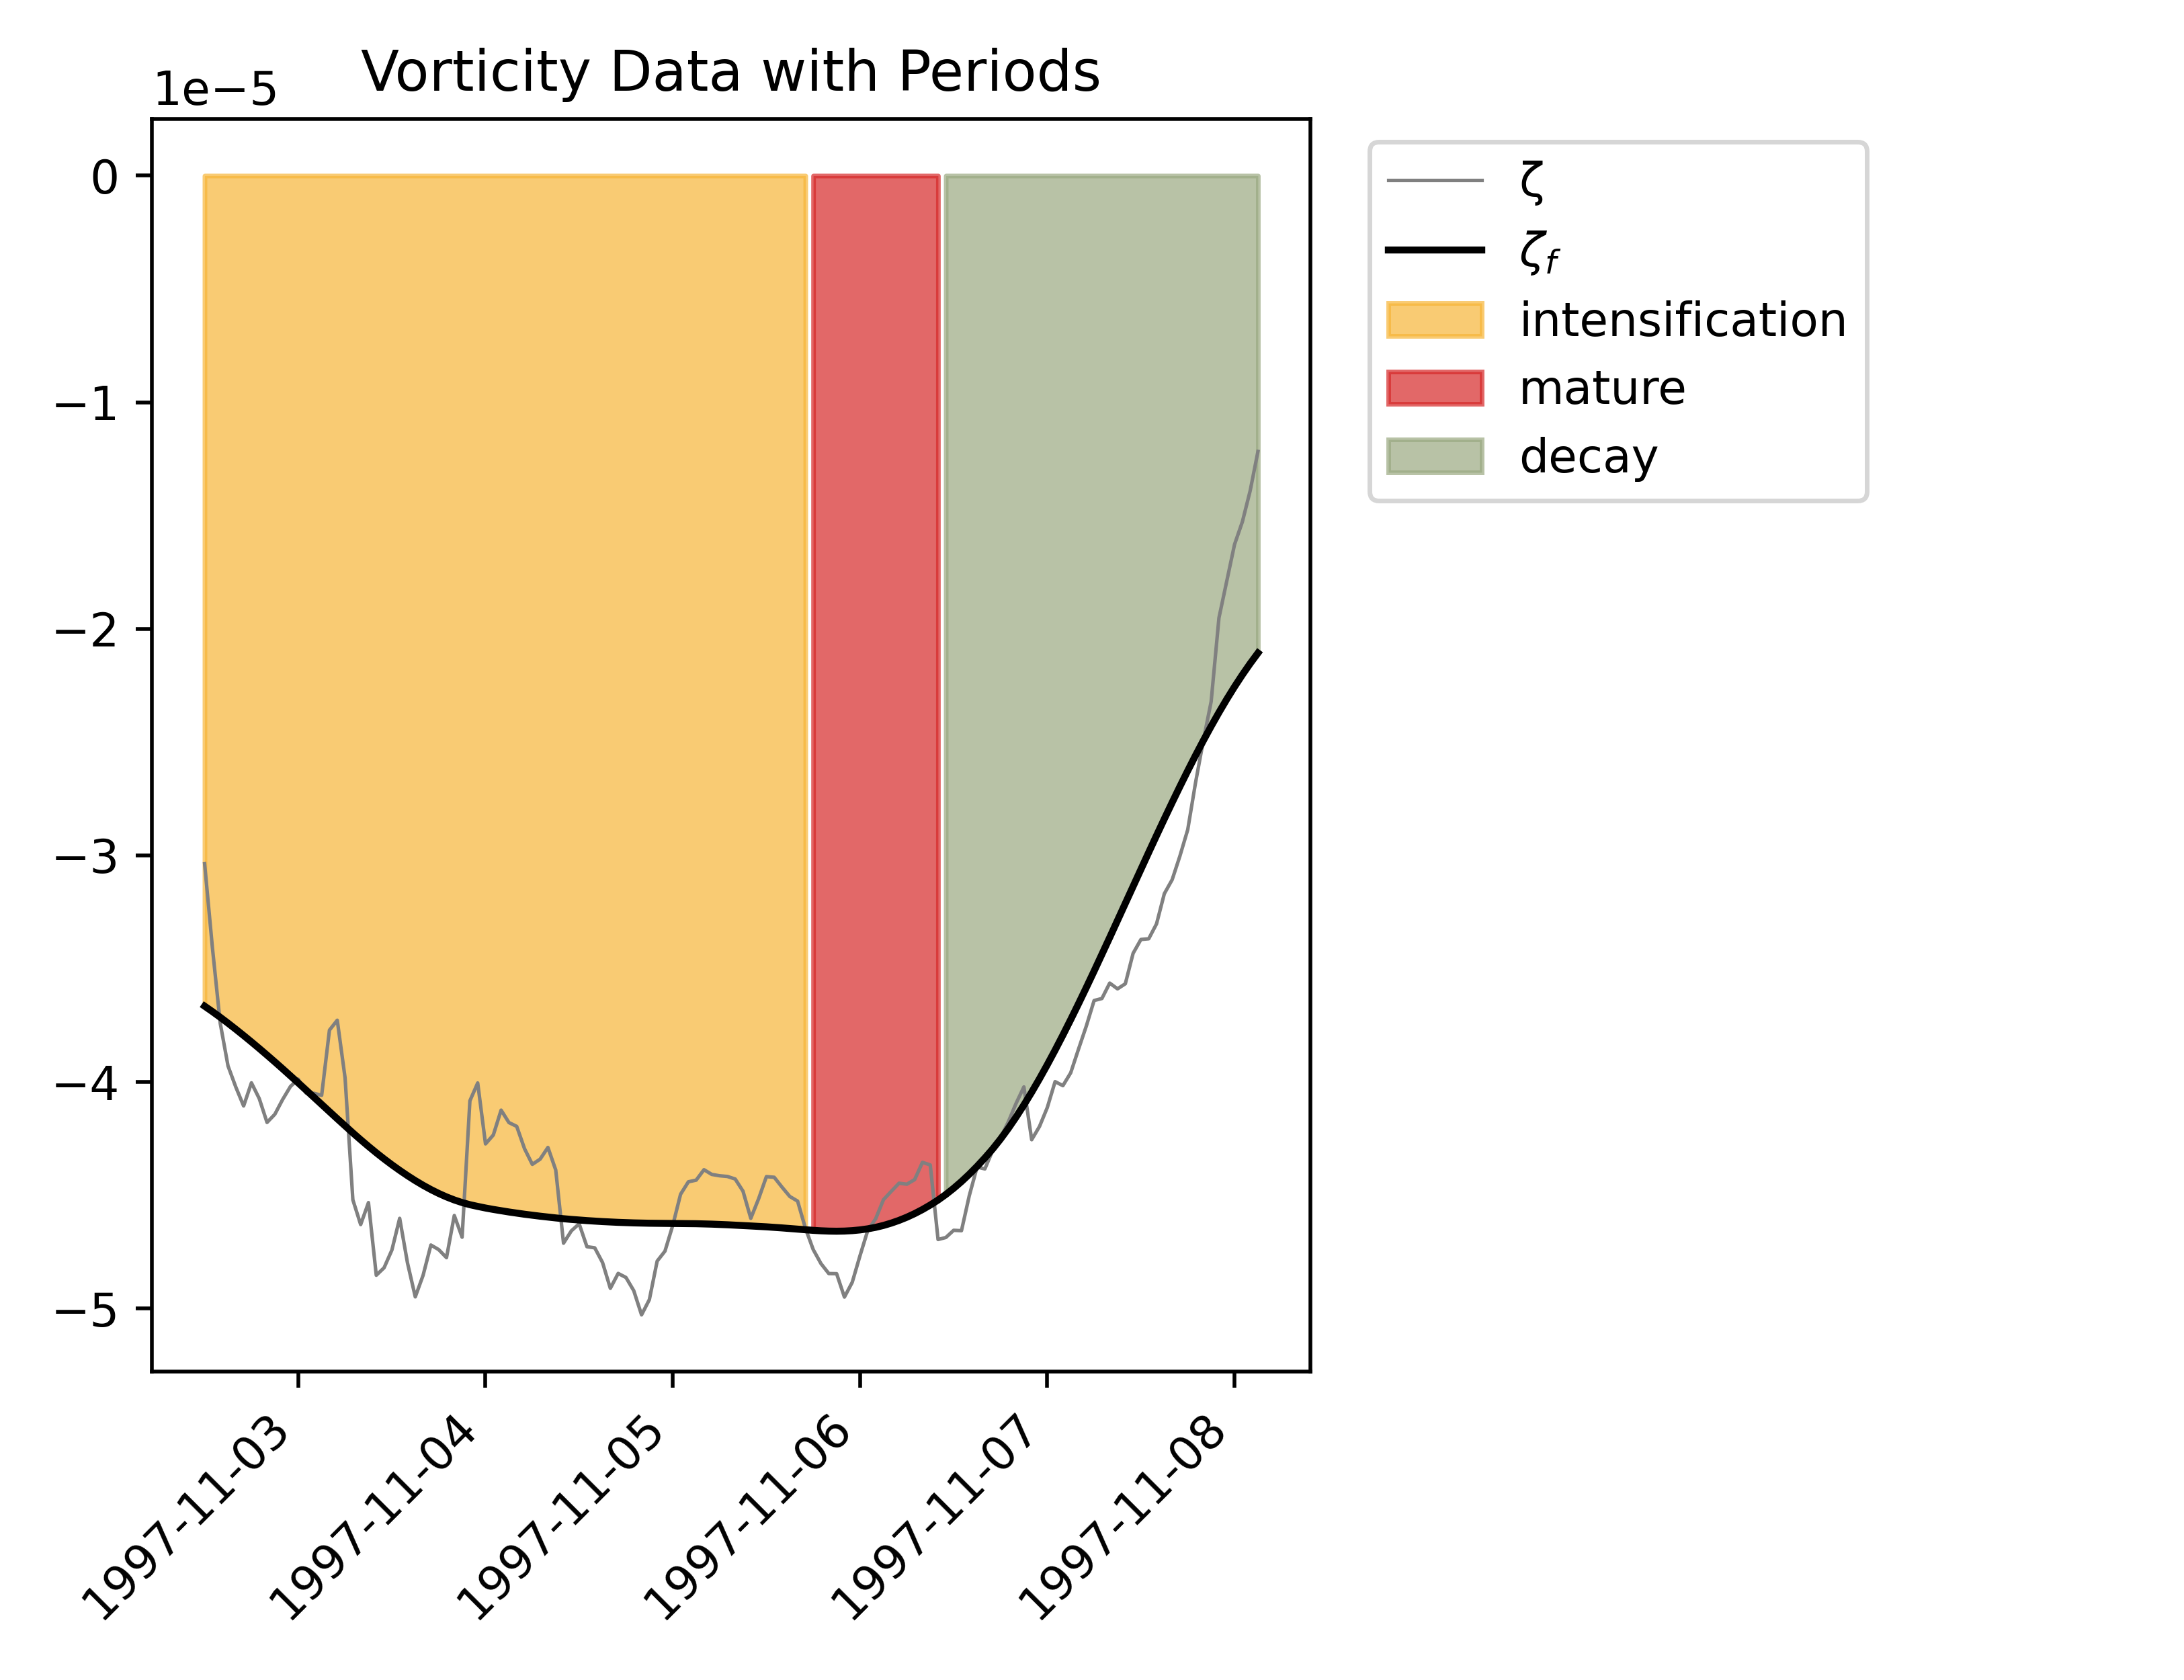 Vorticity Data with Periods
1e−5
0
−1
−2
−3
−4
−5
1997-11-03
1997-11-04
1997-11-05
1997-11-06
1997-11-07
1997-11-08
ζ
ζf
intensification
mature
decay